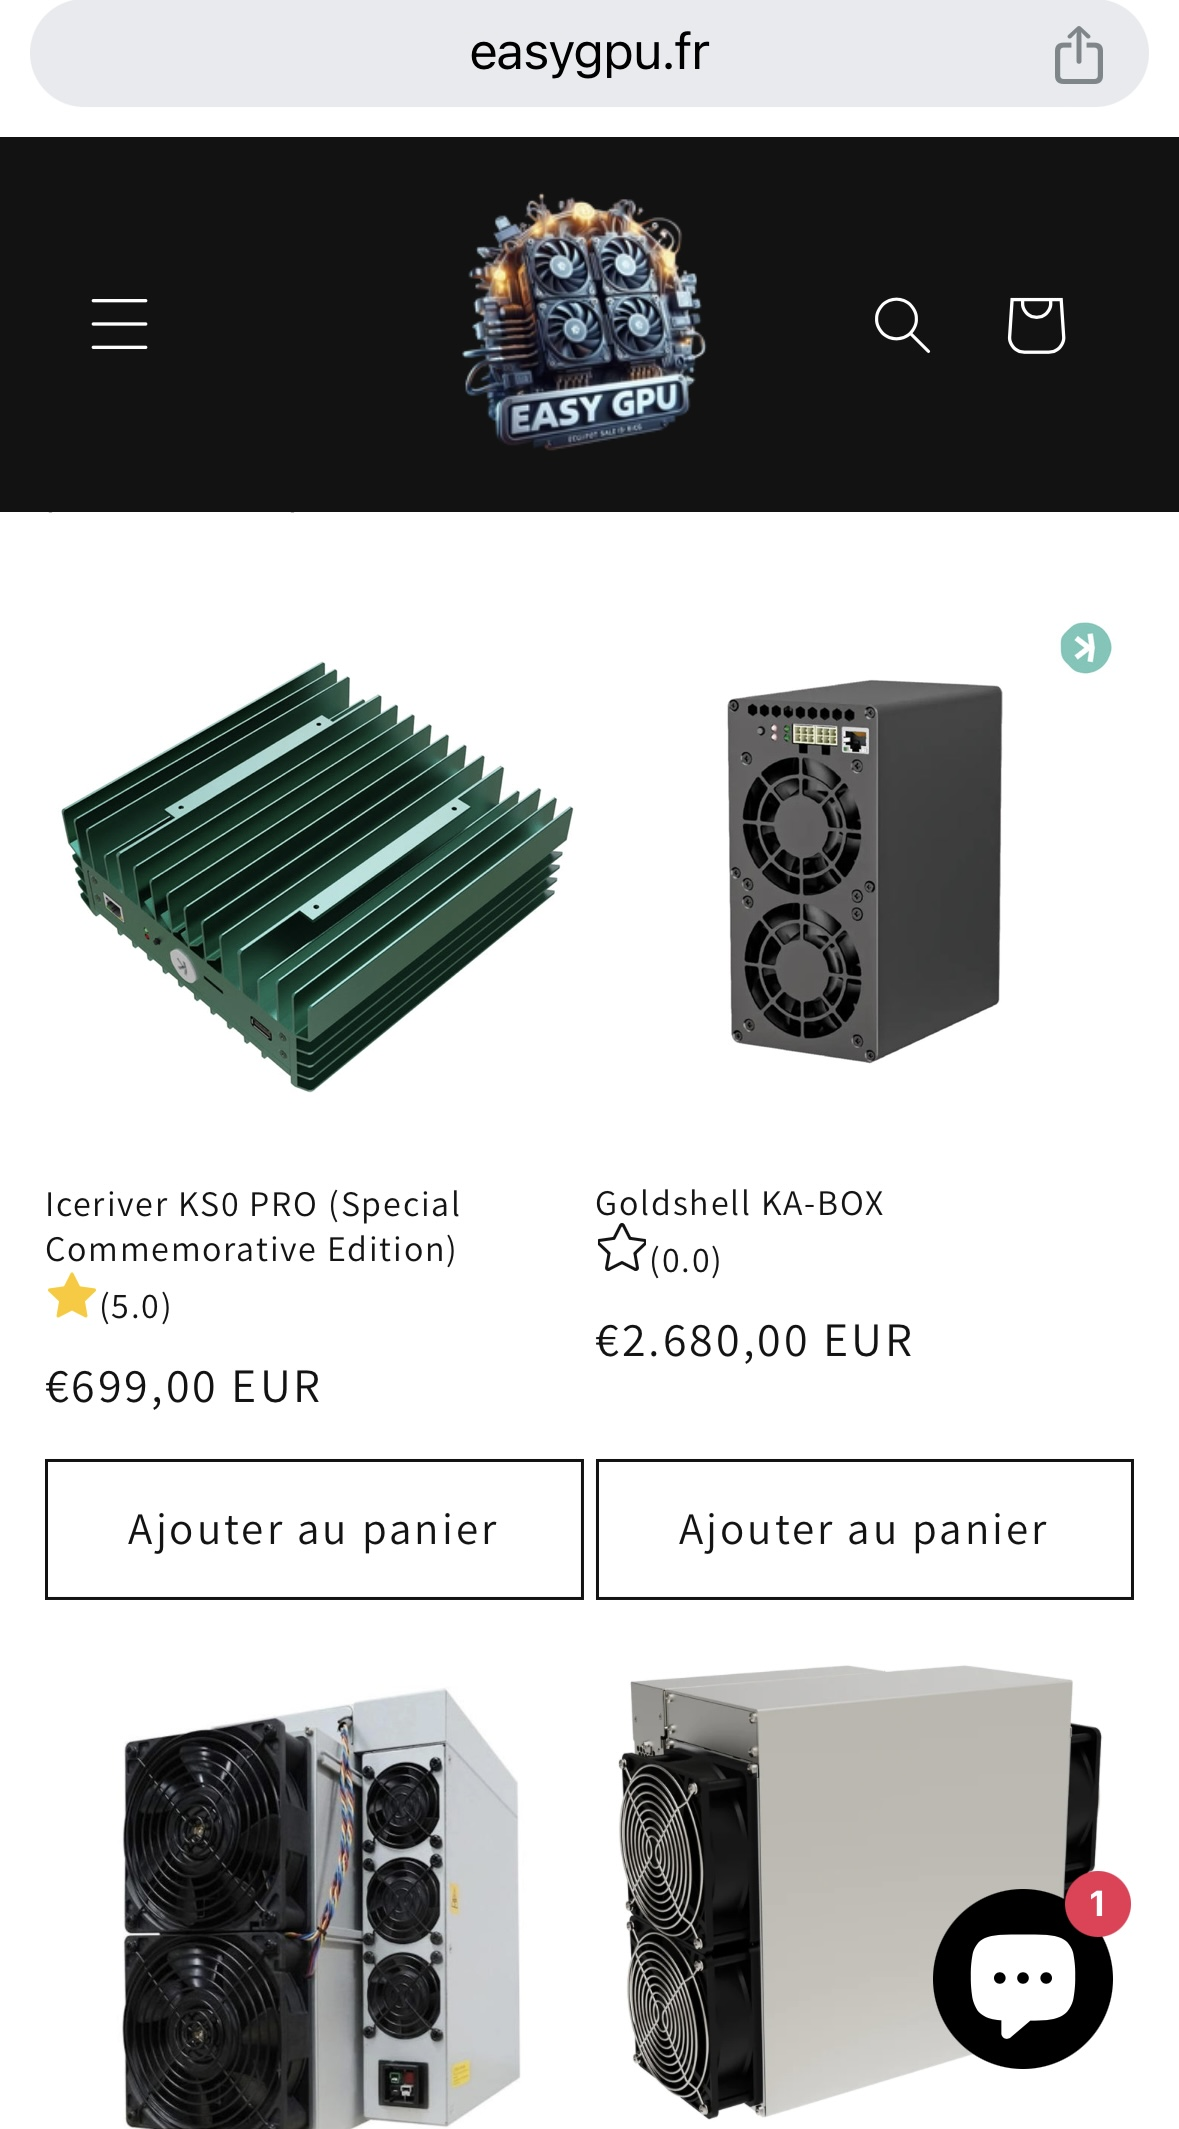 easygpu.fr
EASY GPU
Iceriver KS0 PRO (Special
Commemorative Edition)
(5.0)
€699,00 EUR
Ajouter au panier
Goldshell KA-BOX
(0.0)
€2.680,00 EUR
Ajouter au panier
1